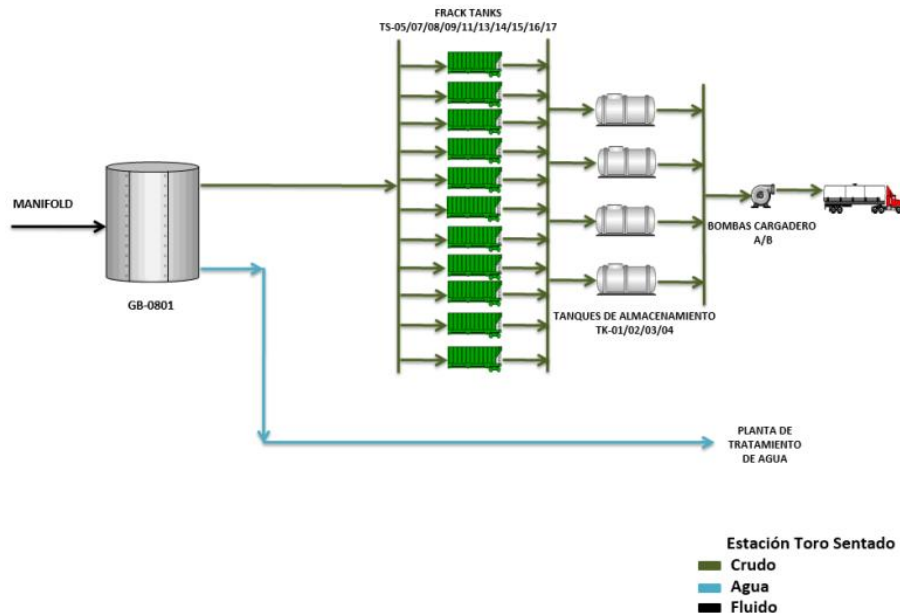 FRACK TANKS
TS-05/07/08/09/11/13/14/15/16/17
MANIFOLD
GB-0801
BOMBAS CARGADERO
A/B
TANQUES DE ALMACENAMIENTO
TK-01/02/03/04
PLANTA DE
TRATAMIENTO
DE AGUA
Estación Toro Sentado
Crudo
Agua
Fluido